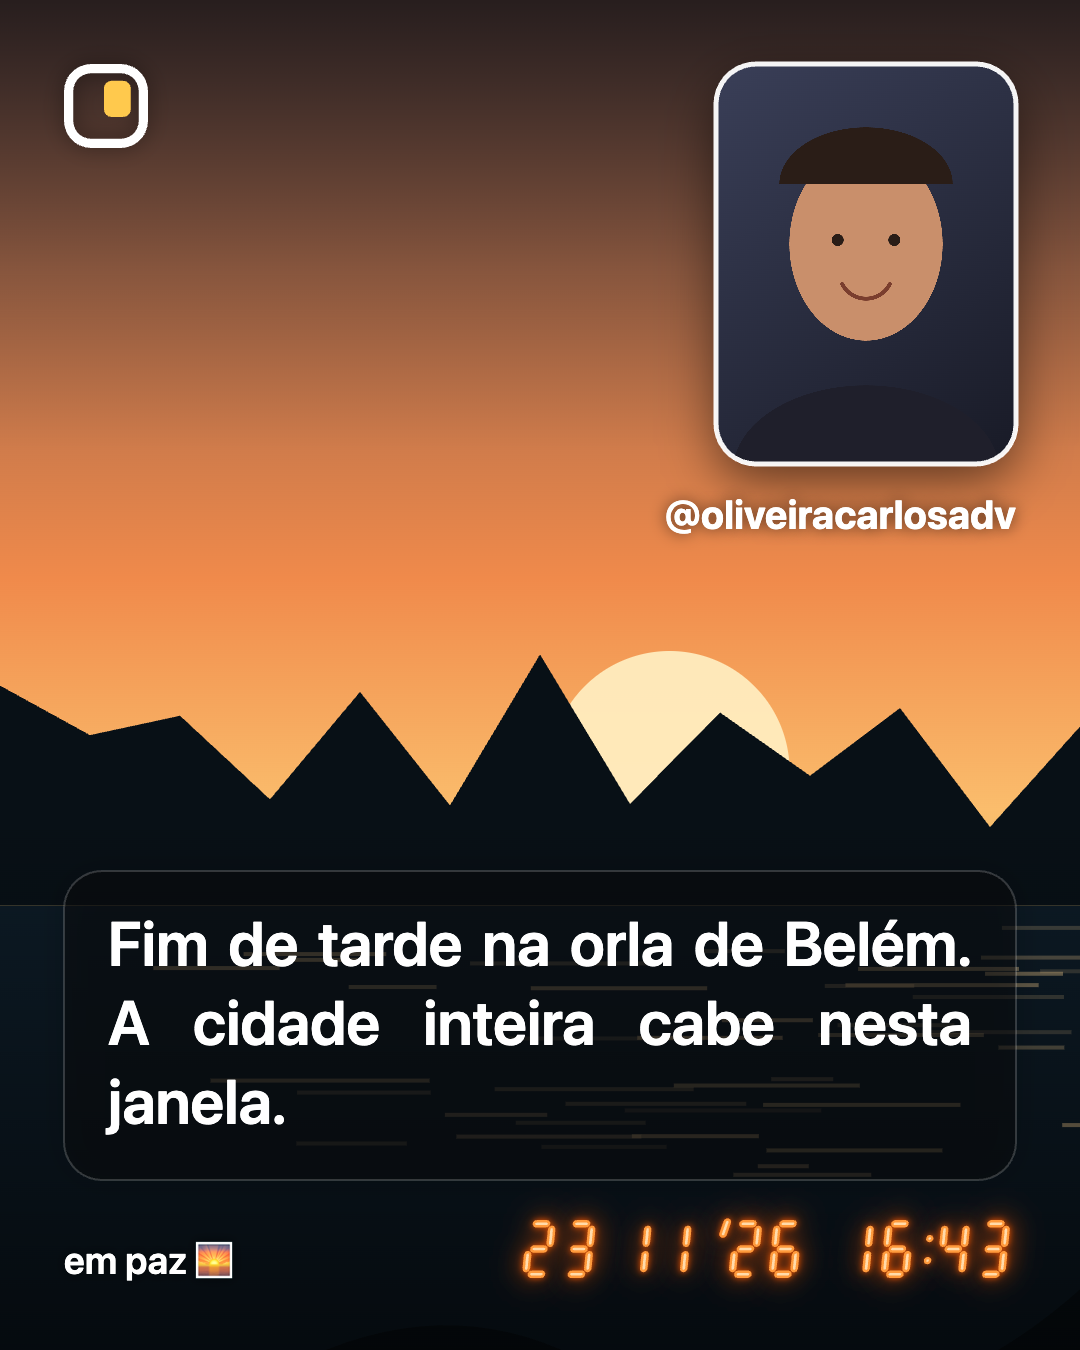 @oliveiracarlosadv
Fim de tarde na orla de Belém.
A cidade inteira cabe nesta
janela.
em paz 🌅
23 11 '26 16:43